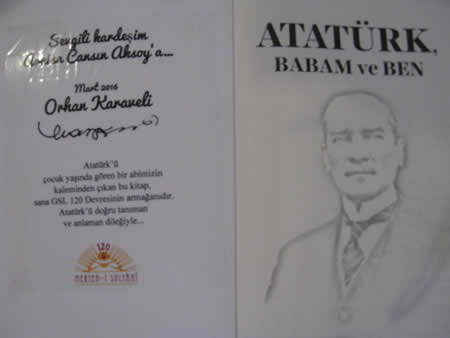 Sevgili kardeşim
Cansın Aksoy'a...
Mart 2016
Orhan Karaveli
Atatürk'ü
çocuk yaşında gören bir abimizin
kaleminden çıkan bu kitap,
sana GSL 120 Devresinin armağanıdır.
Atatürk'ü doğru tanıman
ve anlaman dileğiyle...
120
MEKTEB-İ SULTANİ
ATATÜRK,
BABAM ve BEN